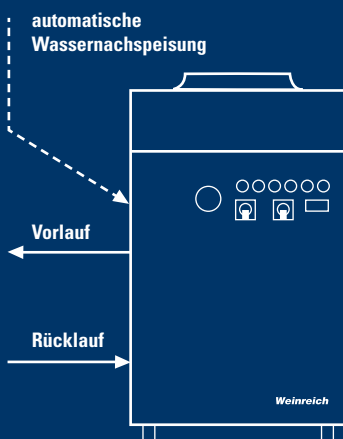 automatische
Wassernachspeisung
Vorlauf
Rücklauf
Weinreich